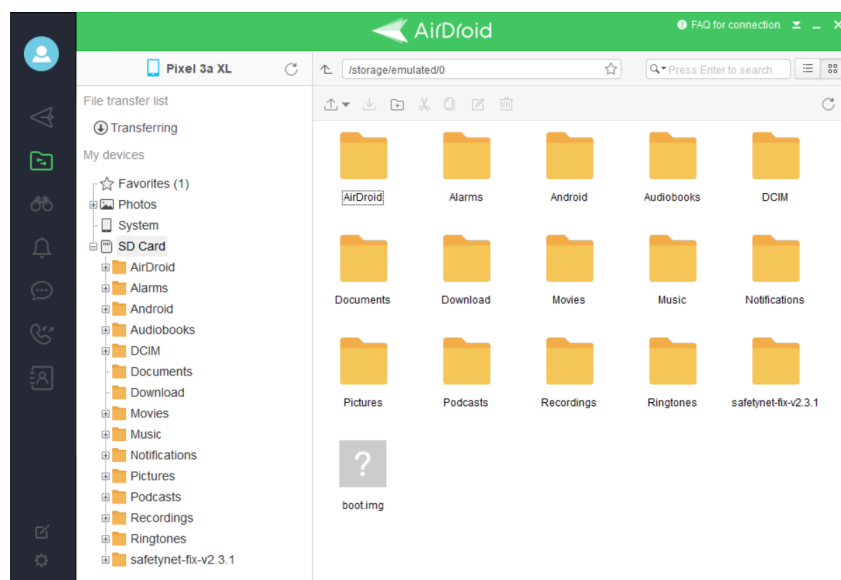 AirDroid
FAQ for connection
Pixel 3a XL
/storage/emulated/0
Press Enter to search
File transfer list
Transferring
My devices
Favorites (1)
Photos
System
SD Card
AirDroid
Alarms
Android
Audiobooks
DCIM
Documents
Download
Movies
Music
Notifications
Pictures
Podcasts
Recordings
Ringtones
safetynet-fix-v2.3.1
AirDroid Alarms Android Audiobooks DCIM
Documents Download Movies Music Notifications
Pictures Podcasts Recordings Ringtones safetynet-fix-v2.3.1
?
boot.img